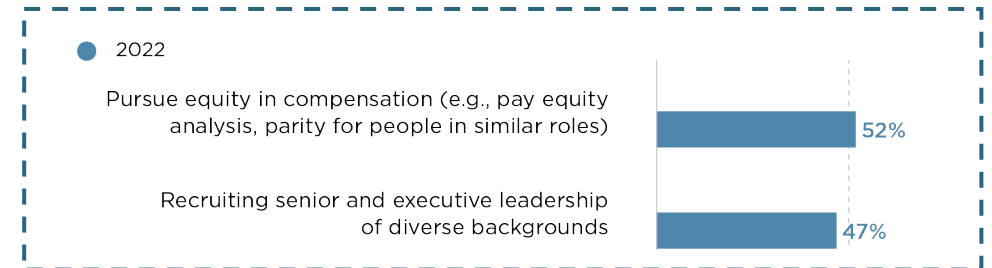 2022
Pursue equity in compensation (e.g., pay equity
analysis, parity for people in similar roles)
52%
Recruiting senior and executive leadership
of diverse backgrounds
47%